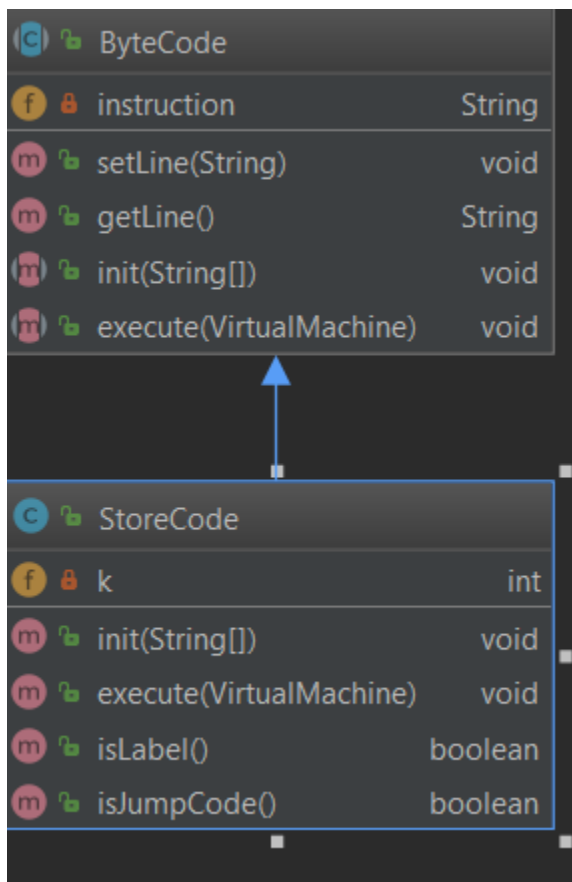 C ByteCode
f instruction String
m setLine(String) void
m getLine() String
m init(String[]) void
m execute(VirtualMachine) void
C StoreCode
f k int
m init(String[]) void
m execute(VirtualMachine) void
m isLabel() boolean
m isJumpCode() boolean